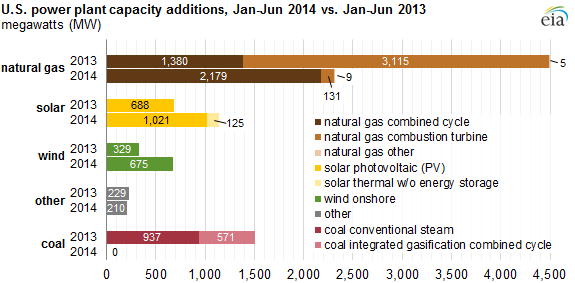 U.S. power plant capacity additions, Jan-Jun 2014 vs. Jan-Jun 2013
megawatts (MW)
eia
natural gas
2013 1,380 3,115 5
2014 2,179 131 9
solar
2013 688
2014 1,021 125
wind
2013 329
2014 675
other
2013 229
2014 210
coal
2013 937 571
2014 0
natural gas combined cycle
natural gas combustion turbine
natural gas other
solar photovoltaic (PV)
solar thermal w/o energy storage
wind onshore
other
coal conventional steam
coal integrated gasification combined cycle
0 500 1,000 1,500 2,000 2,500 3,000 3,500 4,000 4,500